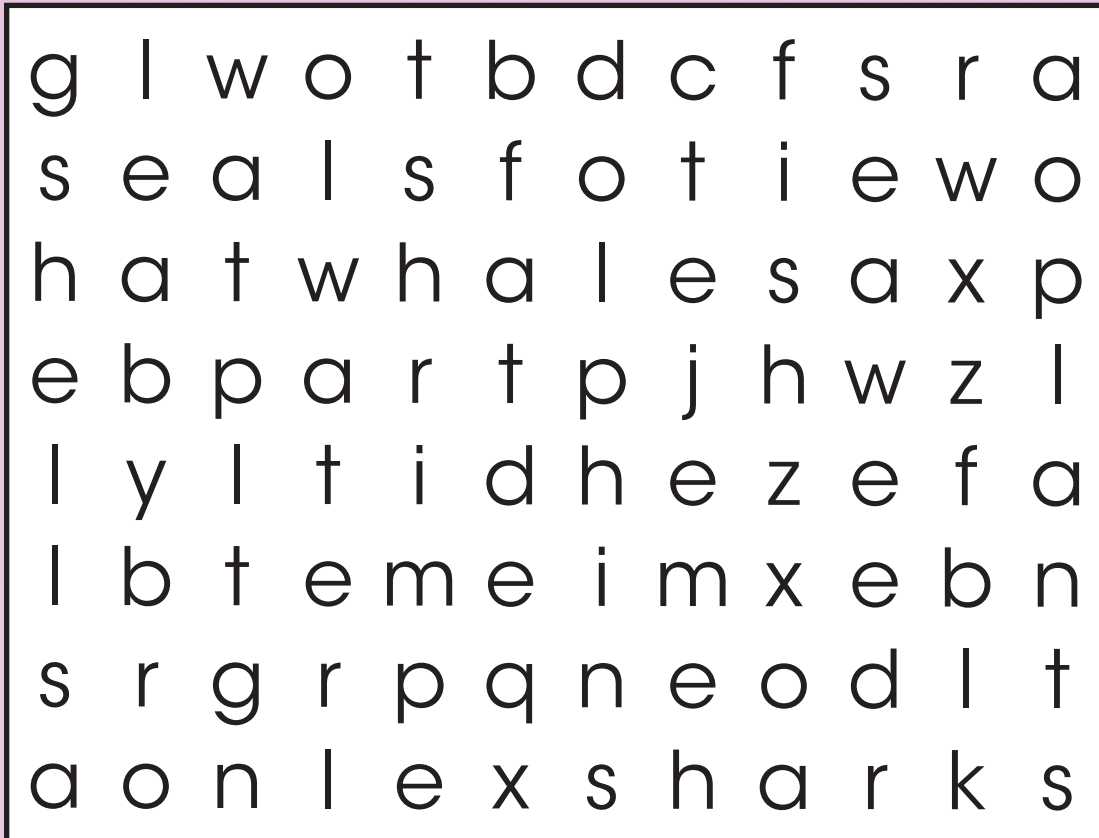 g l w o t b d c f s r a
s e a l s f o t i e w o
h a t w h a l e s a x p
e b p a r t p j h w z l
l y l t i d h e z e f a
l b t e m e i m x e b n
s r g r p q n e o d l t
a o n l e x s h a r k s